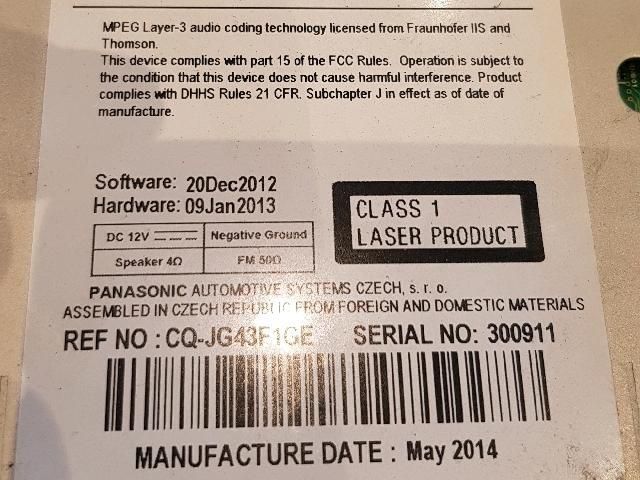 MPEG Layer-3 audio coding technology licensed from Fraunhofer IIS and
Thomson.
This device complies with part 15 of the FCC Rules. Operation is subject to
the condition that this device does not cause harmful interference. Product
complies with DHHS Rules 21 CFR. Subchapter J in effect as of date of
manufacture.
Software: 20Dec2012
Hardware: 09Jan2013
CLASS 1
LASER PRODUCT
DC 12V Negative Ground
Speaker 4Ω FM 50Ω
PANASONIC AUTOMOTIVE SYSTEMS CZECH, s. r. o.
ASSEMBLED IN CZECH REPUBLIC FROM FOREIGN AND DOMESTIC MATERIALS
REF NO : CQ-JG43F1GE SERIAL NO: 300911
MANUFACTURE DATE : May 2014